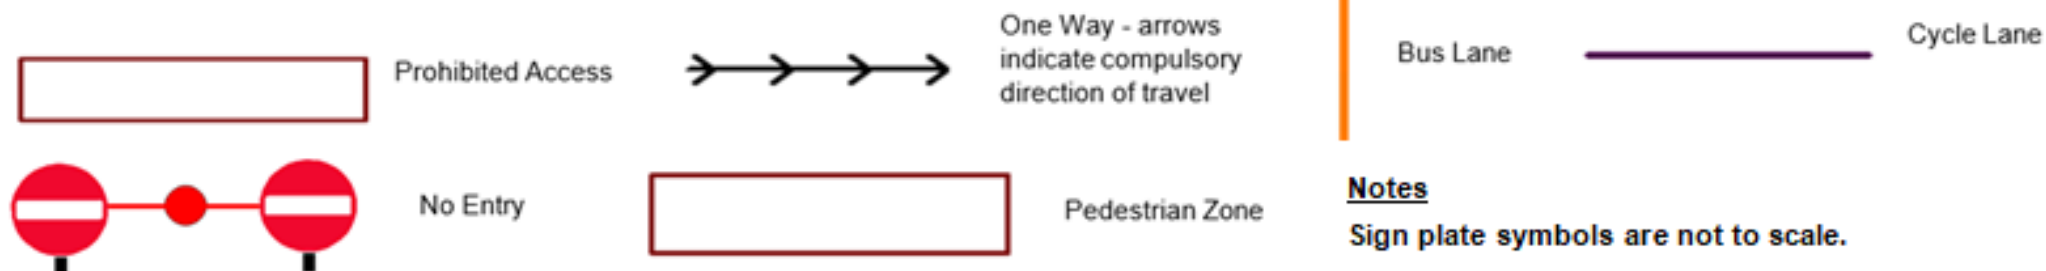 Prohibited Access
One Way - arrows
indicate compulsory
direction of travel
Bus Lane
Cycle Lane
No Entry
Pedestrian Zone
Notes
Sign plate symbols are not to scale.